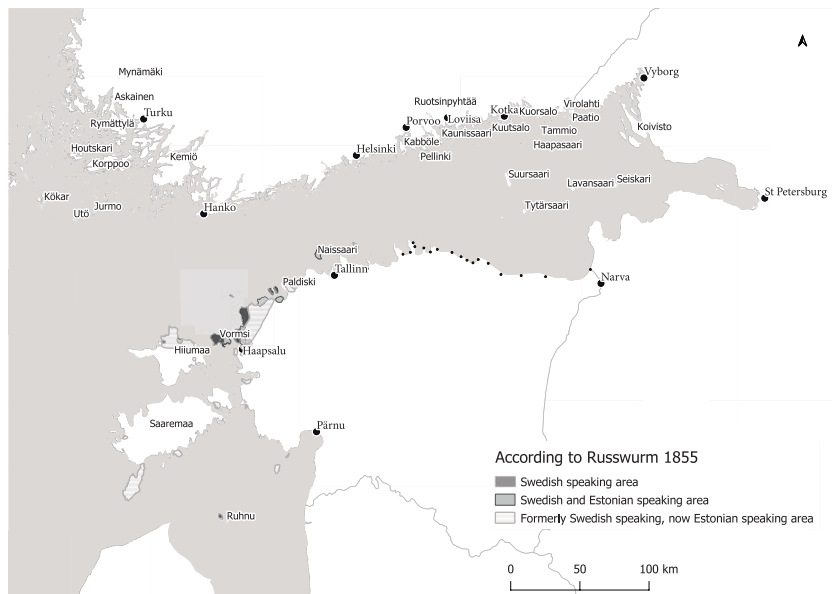 Vyborg
Mynämäki
Askainen
Turku
Rymättylä
Ruotsinpyhtää
Loviisa
Kotka
Kuorsalo
Virolahti
Paatio
Porvoo
Kaunissaari
Kuutsalo
Tammio
Koivisto
Houtskari
Korppoo
Kemiö
Helsinki
Kabböle
Pellinki
Haapasaari
Suursaari
Lavansaari
Seiskari
St Petersburg
Kökar
Jurmo
Utö
Hanko
Tytärsaari
Naissaari
Tallinn
Paldiski
Narva
Vormsi
Hiiumaa
Haapsalu
Saaremaa
Pärnu
Ruhnu
According to Russwurm 1855
Swedish speaking area
Swedish and Estonian speaking area
Formerly Swedish speaking, now Estonian speaking area
0 50 100 km